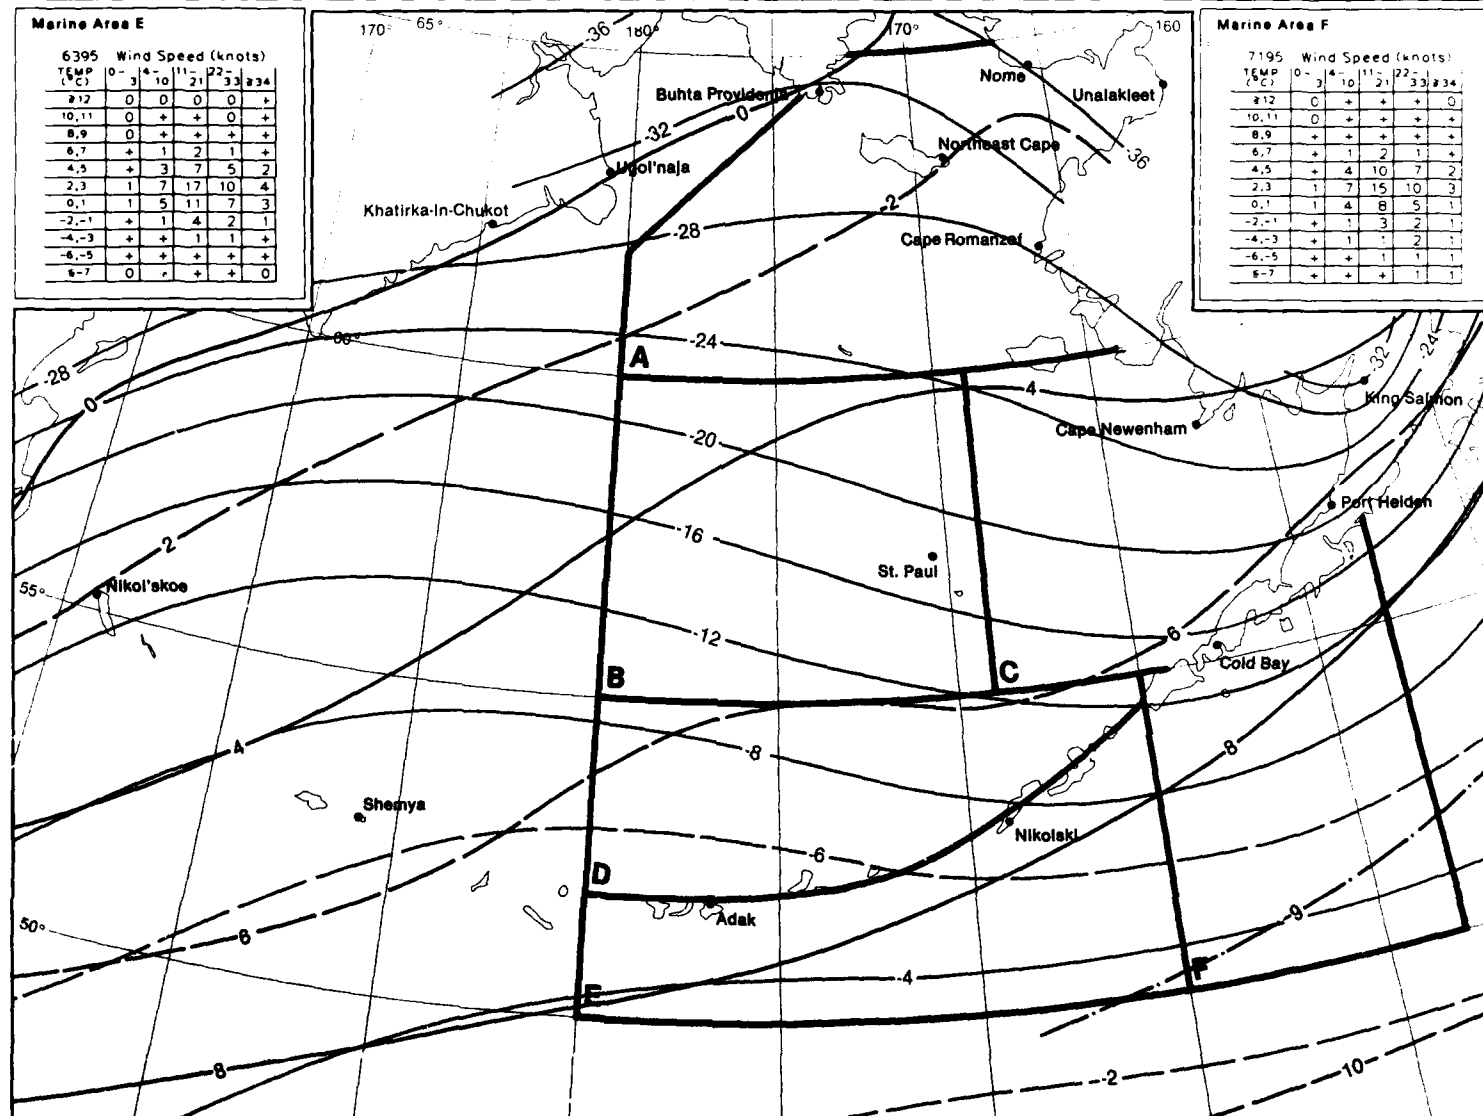 Marine Area E
6395 Wind Speed (knots)
TEMP (°C) 0-3 4-10 11-21 22-33 ≥34
≥12 0 0 0 0 +
10,11 0 + + 0 +
8,9 0 + + + +
6,7 + 1 2 1 +
4,5 + 3 7 5 2
2,3 1 7 17 10 4
0,1 1 5 11 7 3
-2,-1 + 1 4 2 1
-4,-3 + + 1 1 +
-6,-5 + + + + +
≤-7 0 + + 0
Marine Area F
7195 Wind Speed (knots)
TEMP (°C) 0-3 4-10 11-21 22-33 ≥34
≥12 0 + + + 0
10,11 0 + + + +
8,9 + + + + +
6,7 + 1 2 1 +
4,5 + 4 10 7 2
2,3 1 7 15 10 3
0,1 1 4 8 5 1
-2,-1 + 1 3 2 1
-4,-3 + 1 1 2 1
-6,-5 + + 1 1 1
≤-7 + + + 1 1
170° 65° -36 180° 170° 160
Nome
Buhta Providenia Unalakleet
0
-32
Northeast Cape -36
Ugol'naja
-2
Khatirka-In-Chukot
-28 Cape Romanzof
60° -24
A
-32 -24
-28 4
0 King Salmon
-20 Cape Newenham
Port Heiden
-16
2
St. Paul
55° Nikol'skoe
-12 6
B C Cold Bay
4 -8 8
Shemya
Nikolski
-6
D
Adak -9
50° 6
-4 F
E
8 -2 10